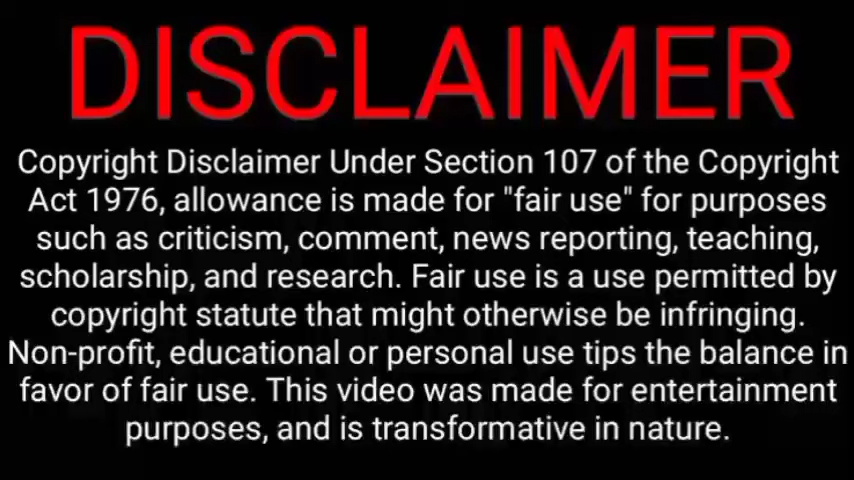 DISCLAIMER
Copyright Disclaimer Under Section 107 of the Copyright
Act 1976, allowance is made for "fair use" for purposes
such as criticism, comment, news reporting, teaching,
scholarship, and research. Fair use is a use permitted by
copyright statute that might otherwise be infringing.
Non-profit, educational or personal use tips the balance in
favor of fair use. This video was made for entertainment
purposes, and is transformative in nature.